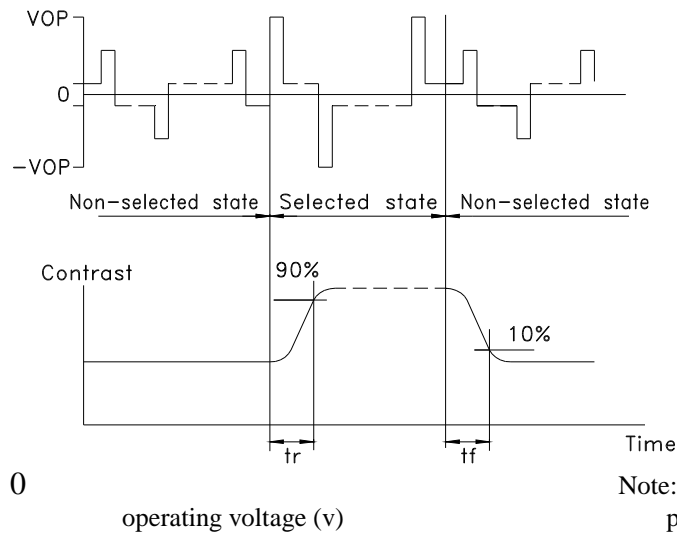 VOP
0
-VOP
Non-selected state Selected state Non-selected state
Contrast
90%
10%
Time
tr tf
0 Note:
operating voltage (v) p